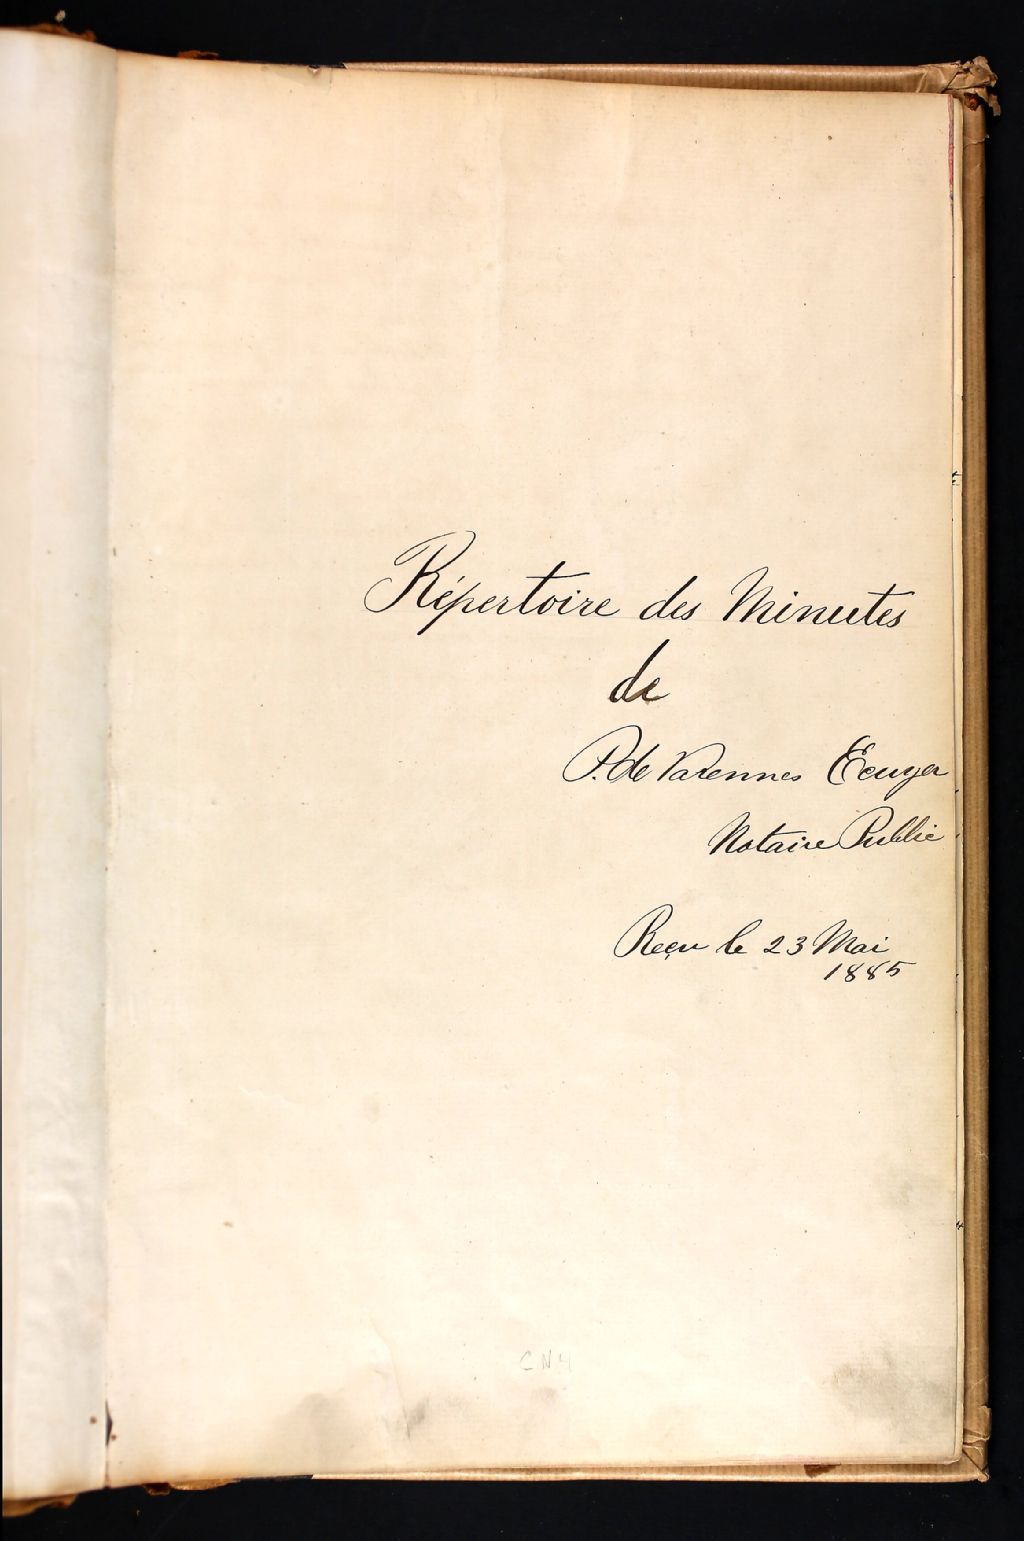 Répertoire des Minutes
de
P. de Varennes Ecuyer
Notaire Public
Reçu le 23 Mai
1885
CN4